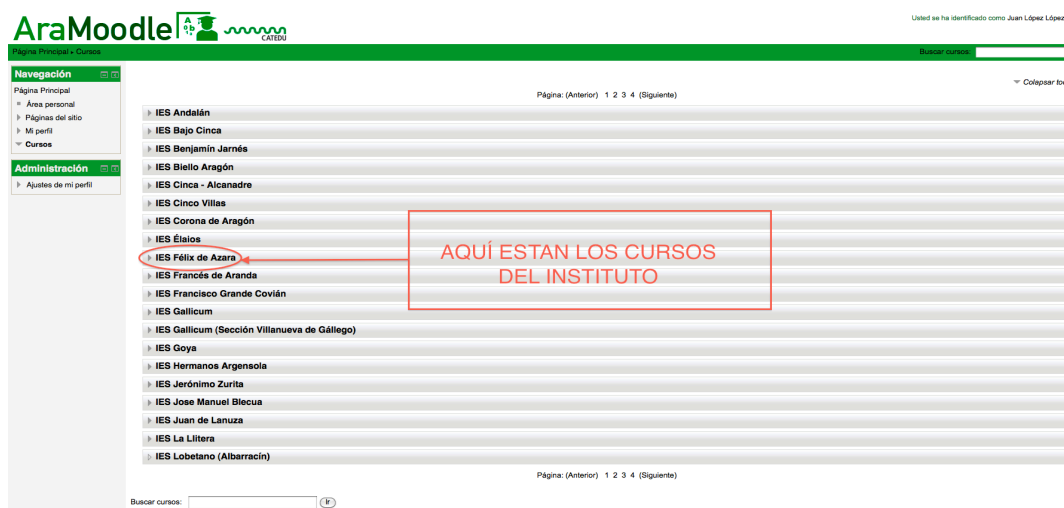 AraMoodle
CATEDU
Usted se ha identificado como Juan López López
Página Principal ▸ Cursos
Buscar cursos:
Navegación
Página Principal
Área personal
Páginas del sitio
Mi perfil
Cursos
Administración
Ajustes de mi perfil
Colapsar to
Página: (Anterior) 1 2 3 4 (Siguiente)
IES Andalán
IES Bajo Cinca
IES Benjamín Jarnés
IES Biello Aragón
IES Cinca - Alcanadre
IES Cinco Villas
IES Corona de Aragón
IES Élaios
IES Félix de Azara
IES Francés de Aranda
IES Francisco Grande Covián
IES Gallicum
IES Gallicum (Sección Villanueva de Gállego)
IES Goya
IES Hermanos Argensola
IES Jerónimo Zurita
IES Jose Manuel Blecua
IES Juan de Lanuza
IES La Llitera
IES Lobetano (Albarracín)
AQUÍ ESTAN LOS CURSOS
DEL INSTITUTO
Página: (Anterior) 1 2 3 4 (Siguiente)
Buscar cursos:
Ir